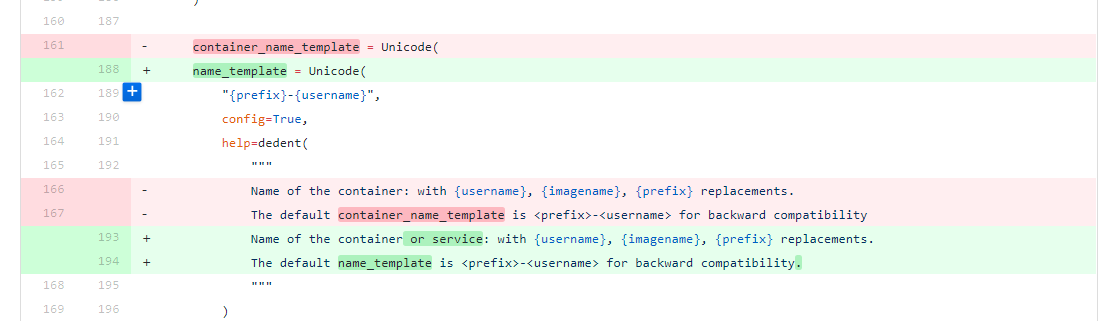 )
160 187
161 - container_name_template = Unicode(
188 + name_template = Unicode(
162 189 + "{prefix}-{username}",
163 190 config=True,
164 191 help=dedent(
165 192 """
166 - Name of the container: with {username}, {imagename}, {prefix} replacements.
167 - The default container_name_template is <prefix>-<username> for backward compatibility
193 + Name of the container or service: with {username}, {imagename}, {prefix} replacements.
194 + The default name_template is <prefix>-<username> for backward compatibility.
168 195 """
169 196 )